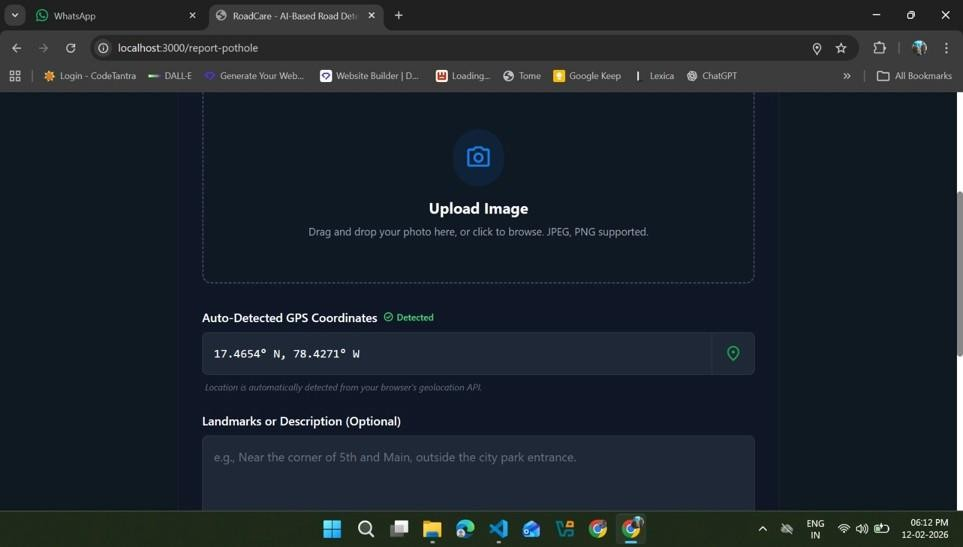 WhatsApp
RoadCare - AI-Based Road Dete
localhost:3000/report-pothole
Login - CodeTantra
DALL·E
Generate Your Web...
Website Builder | D...
Loading...
Tome
Google Keep
Lexica
ChatGPT
»
All Bookmarks
Upload Image
Drag and drop your photo here, or click to browse. JPEG, PNG supported.
Auto-Detected GPS Coordinates Detected
17.4654° N, 78.4271° W
Location is automatically detected from your browser's geolocation API.
Landmarks or Description (Optional)
e.g., Near the corner of 5th and Main, outside the city park entrance.
ENG
IN
06:12 PM
12-02-2026